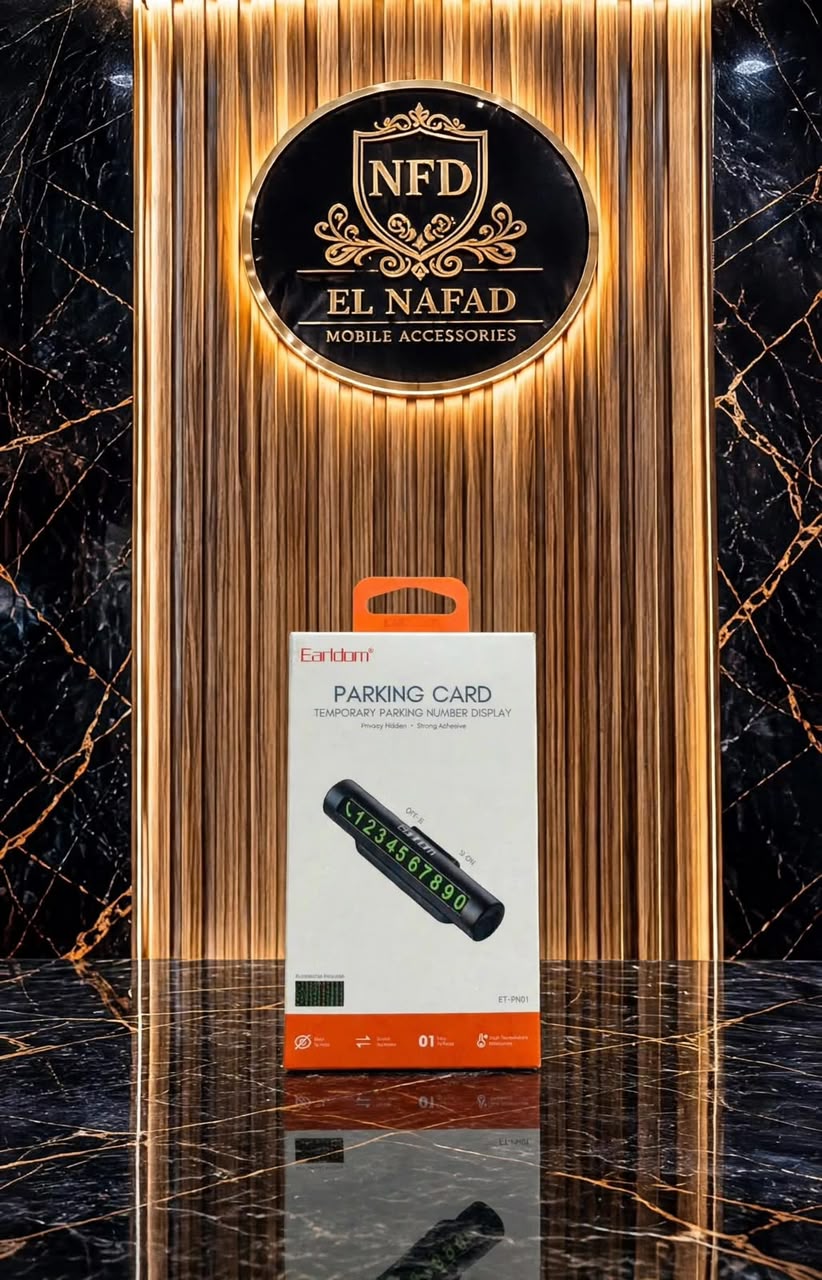 NFD
EL NAFAD
MOBILE ACCESSORIES
Earldom®
PARKING CARD
TEMPORARY PARKING NUMBER DISPLAY
Privacy Hidden • Strong Adhesive
1234567890
ET-PN01
01